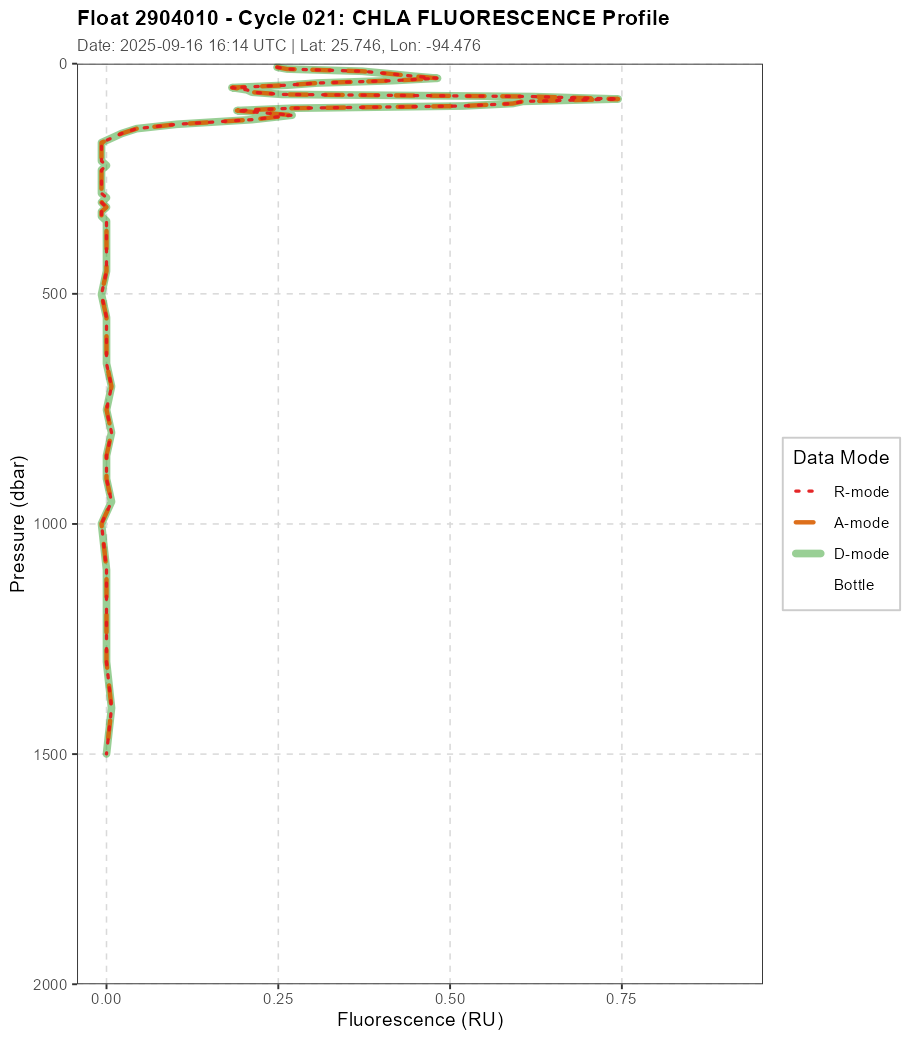 Float 2904010 - Cycle 021: CHLA FLUORESCENCE Profile
Date: 2025-09-16 16:14 UTC | Lat: 25.746, Lon: -94.476
0
500
1000
1500
2000
Pressure (dbar)
0.00 0.25 0.50 0.75
Fluorescence (RU)
Data Mode
R-mode
A-mode
D-mode
Bottle